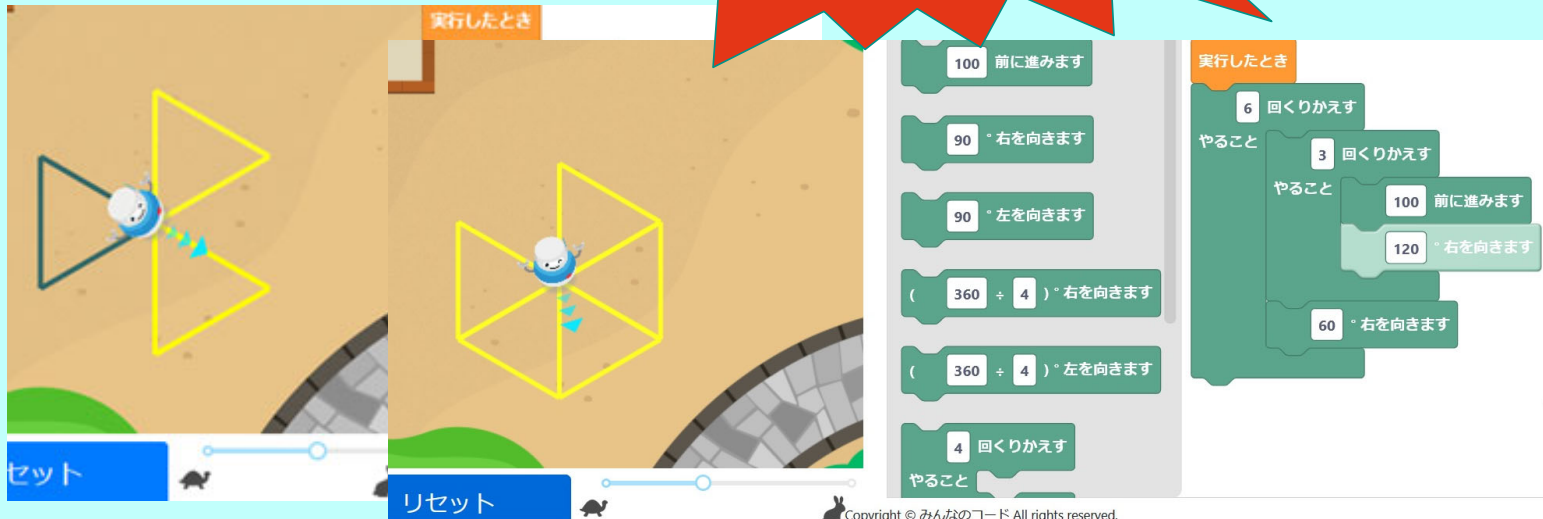 実行したとき
セット
リセット
100 前に進みます
90 °右を向きます
90 °左を向きます
( 360 ÷ 4 )°右を向きます
( 360 ÷ 4 )°左を向きます
4 回くりかえす
やること
実行したとき
6 回くりかえす
やること
3 回くりかえす
やること
100 前に進みます
120 °右を向きます
60 °右を向きます
Copyright © みんなのコード All rights reserved.